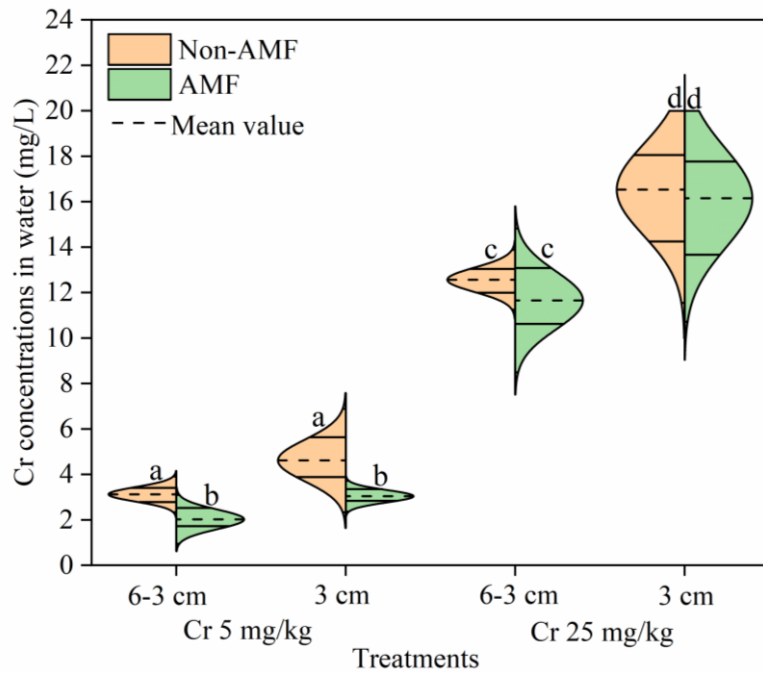 24
22
20
18
16
14
12
10
8
6
4
2
0
Cr concentrations in water (mg/L)
Non-AMF
AMF
Mean value
a
b
a
b
c
c
d
d
6-3 cm
3 cm
6-3 cm
3 cm
Cr 5 mg/kg
Cr 25 mg/kg
Treatments